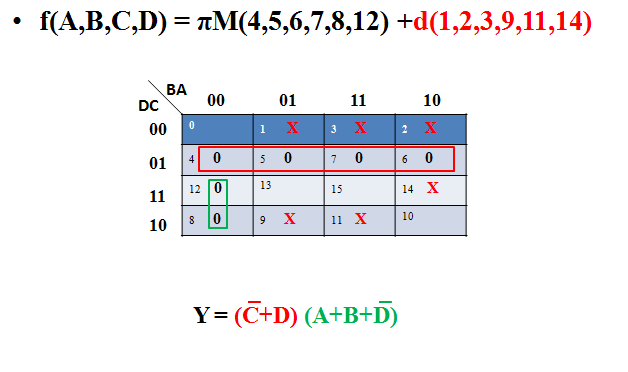 • f(A,B,C,D) = πM(4,5,6,7,8,12) +d(1,2,3,9,11,14)
BA
DC
00 01 11 10
00 0 1 X 3 X 2 X
01 4 0 5 0 7 0 6 0
11 12 0 13 15 14 X
10 8 0 9 X 11 X 10
Y = (C̅+D) (A+B+D̅)